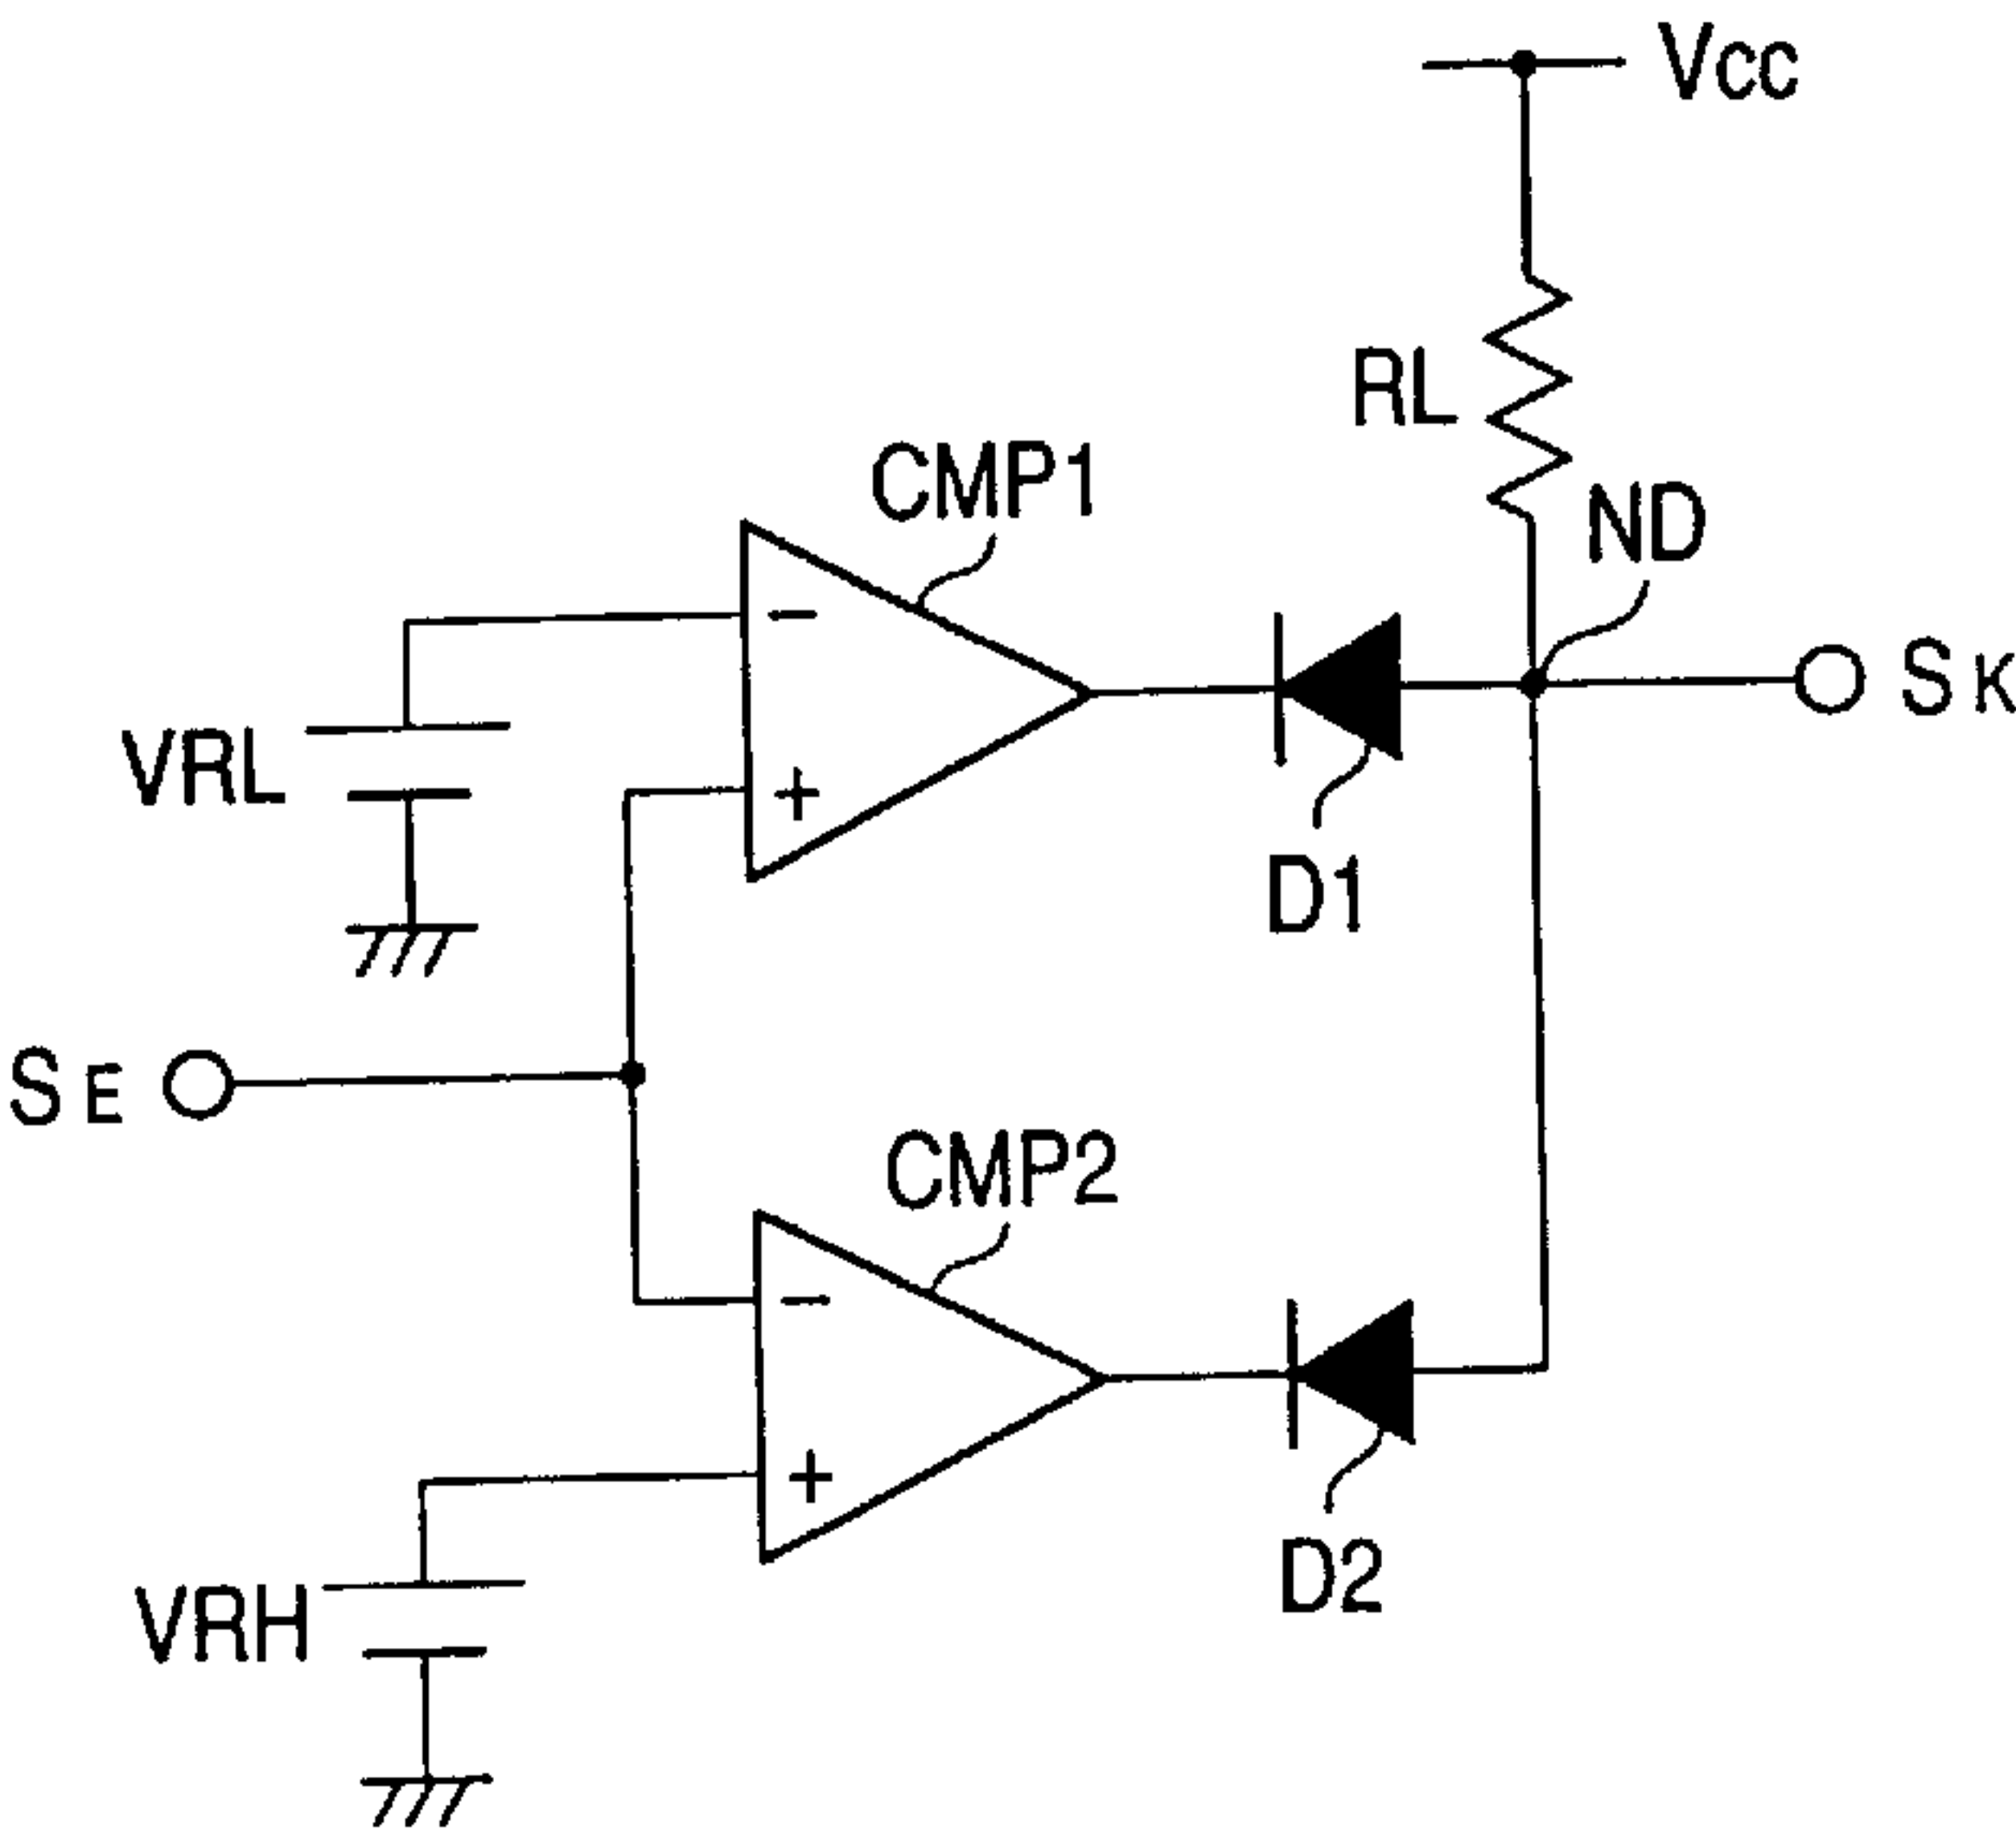 Vcc
RL
CMP1
ND
−
SK
VRL
+
D1
SE
CMP2
−
+
D2
VRH